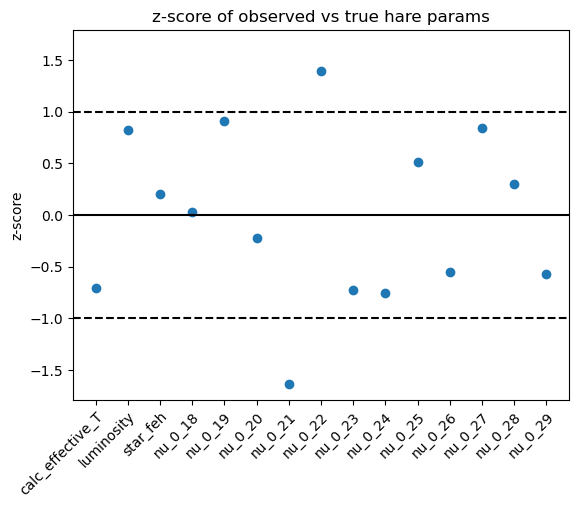 z-score of observed vs true hare params
z-score
1.5
1.0
0.5
0.0
−0.5
−1.0
−1.5
calc_effective_T
luminosity
star_feh
nu_0_18
nu_0_19
nu_0_20
nu_0_21
nu_0_22
nu_0_23
nu_0_24
nu_0_25
nu_0_26
nu_0_27
nu_0_28
nu_0_29